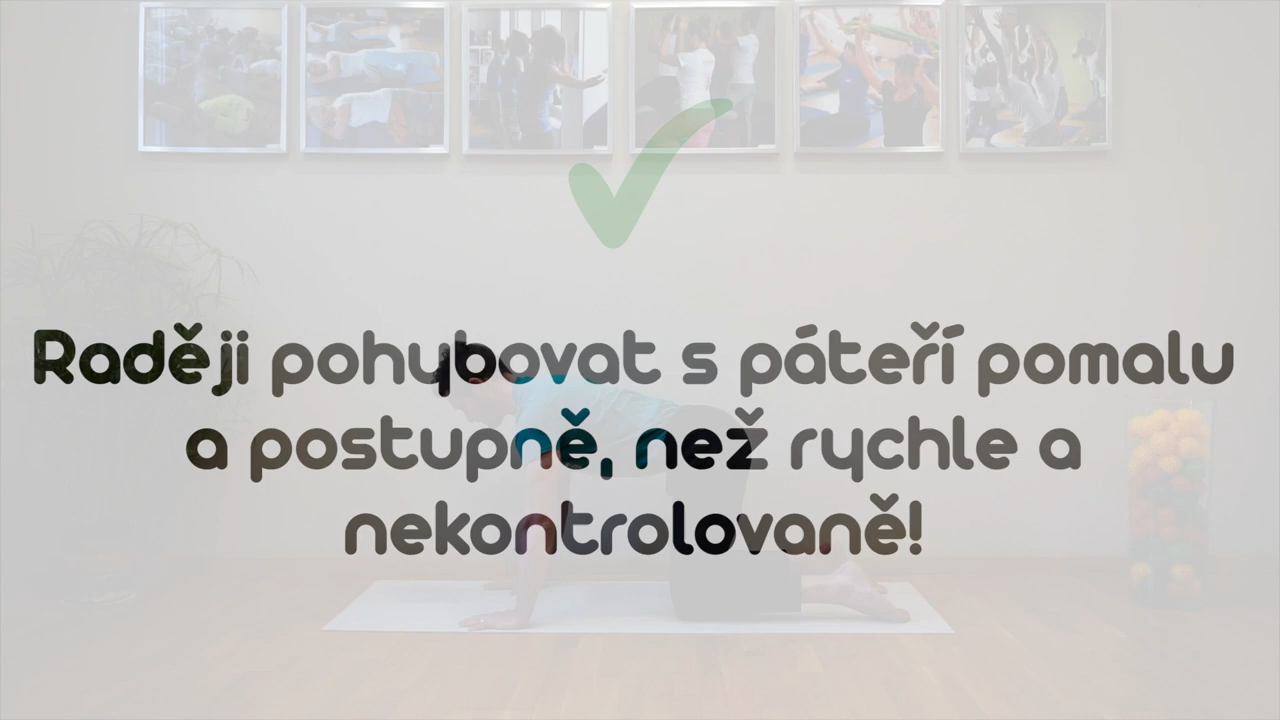 Raději pohybovat s páteří pomalu
a postupně, než rychle a
nekontrolovaně!